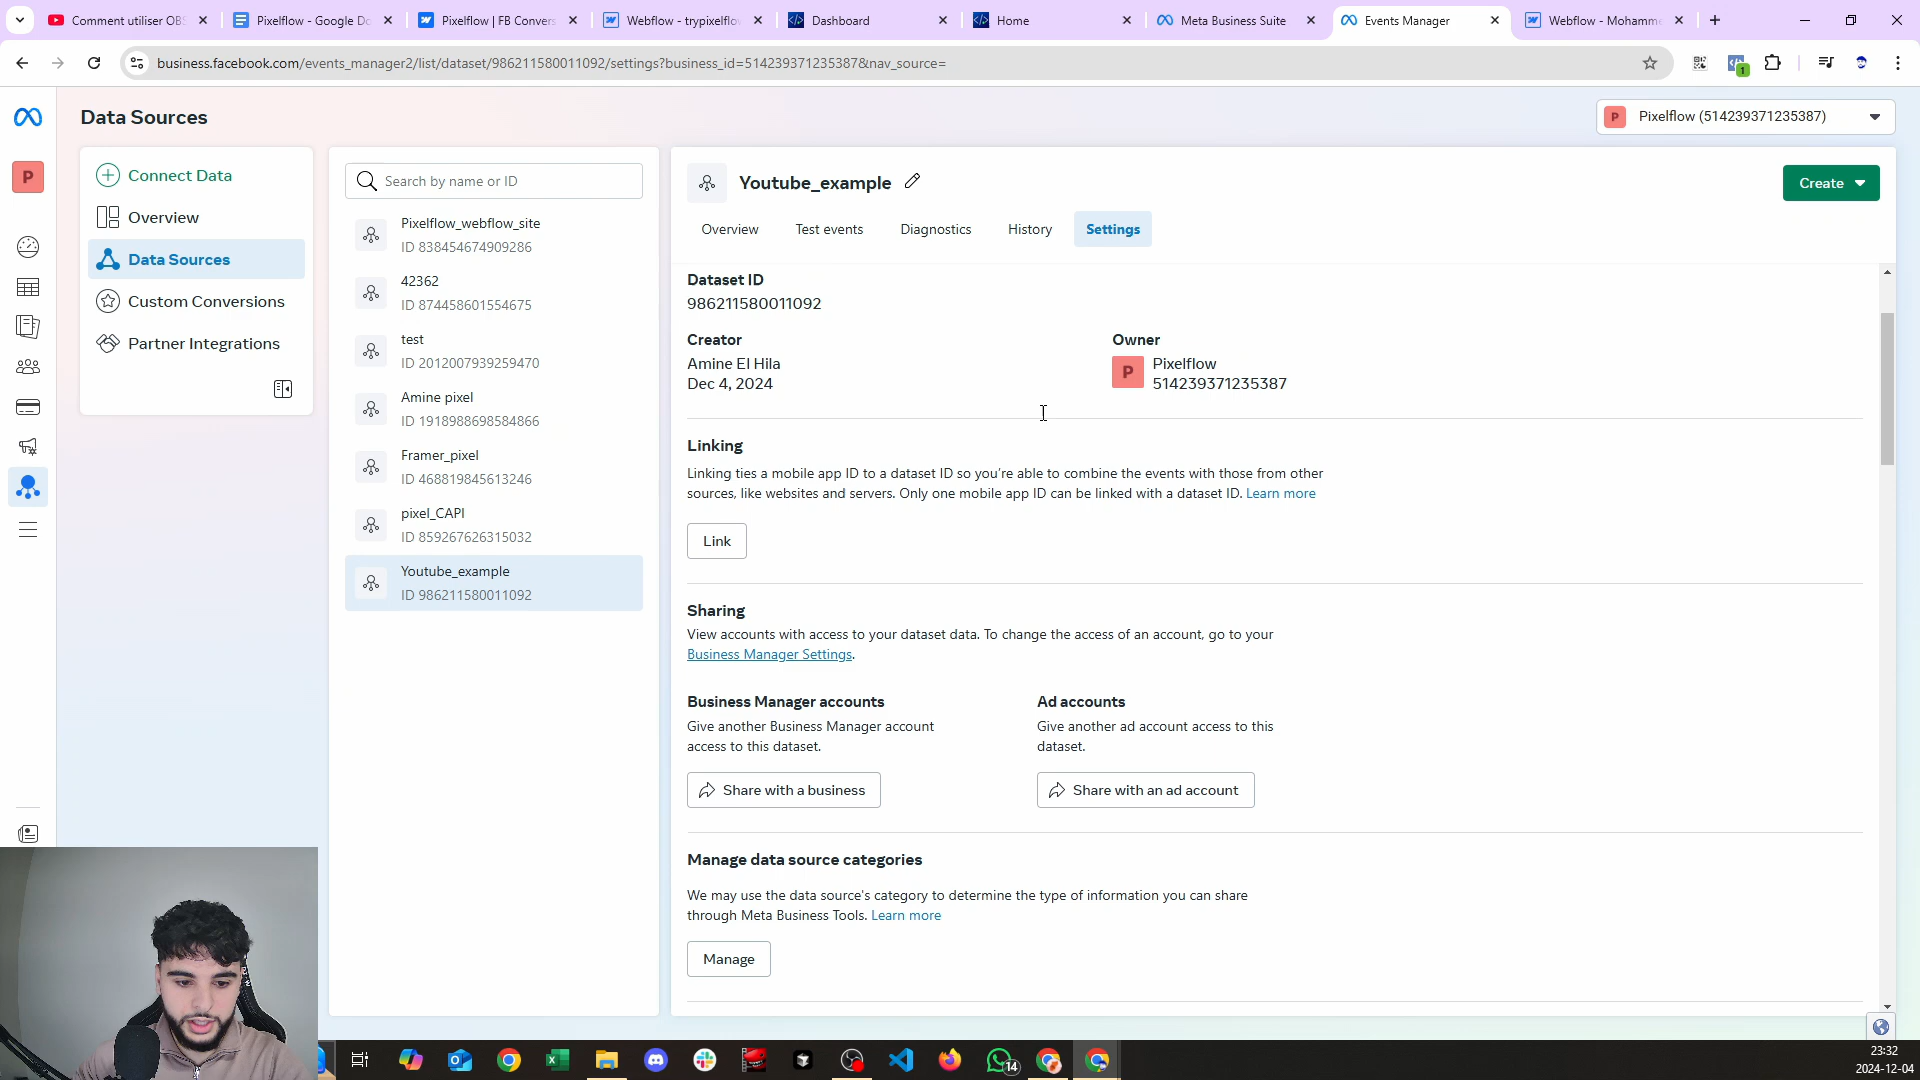 Comment utiliser OBS
Pixelflow - Google Do
Pixelflow | FB Convers
Webflow - trypixelflow
Dashboard
Home
Meta Business Suite
Events Manager
Webflow - Mohamme
business.facebook.com/events_manager2/list/dataset/986211580011092/settings?business_id=514239371235387&nav_source=
1
Data Sources
P
Pixelflow (514239371235387)
P
Connect Data
Overview
Data Sources
Custom Conversions
Partner Integrations
Search by name or ID
Pixelflow_webflow_site
ID 838454674909286
42362
ID 874458601554675
test
ID 2012007939259470
Amine pixel
ID 1918988698584866
Framer_pixel
ID 468819845613246
pixel_CAPI
ID 859267626315032
Youtube_example
ID 986211580011092
Youtube_example
Create
Overview
Test events
Diagnostics
History
Settings
Dataset ID
986211580011092
Creator
Amine El Hila
Dec 4, 2024
Owner
P
Pixelflow
514239371235387
Linking
Linking ties a mobile app ID to a dataset ID so you're able to combine the events with those from other
sources, like websites and servers. Only one mobile app ID can be linked with a dataset ID. Learn more
Link
Sharing
View accounts with access to your dataset data. To change the access of an account, go to your
Business Manager Settings.
Business Manager accounts
Give another Business Manager account
access to this dataset.
Share with a business
Ad accounts
Give another ad account access to this
dataset.
Share with an ad account
Manage data source categories
We may use the data source's category to determine the type of information you can share
through Meta Business Tools. Learn more
Manage
14
23:32
2024-12-04